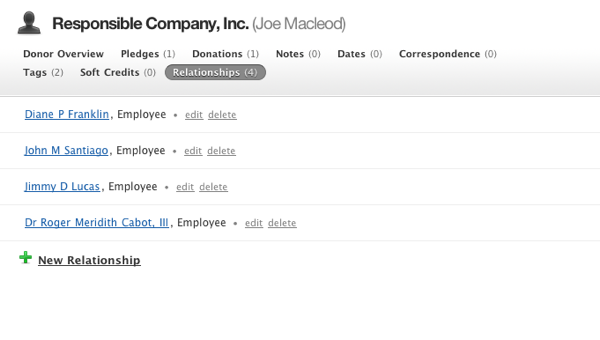 Responsible Company, Inc. (Joe Macleod)
Donor Overview Pledges (1) Donations (1) Notes (0) Dates (0) Correspondence (0)
Tags (2) Soft Credits (0) Relationships (4)
Diane P Franklin, Employee • edit delete
John M Santiago, Employee • edit delete
Jimmy D Lucas, Employee • edit delete
Dr Roger Meridith Cabot, III, Employee • edit delete
New Relationship